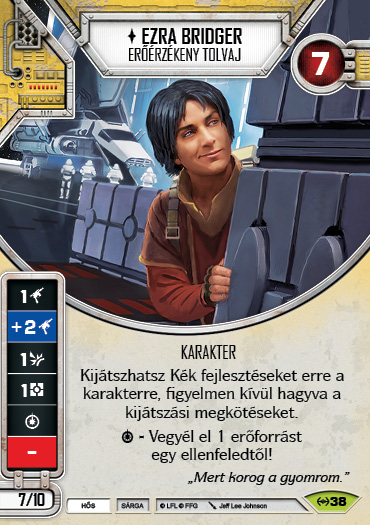 EZRA BRIDGER
ERŐÉRZÉKENY TOLVAJ
7
1
+2
1
1
-
7/10
KARAKTER
Kijátszhatsz Kék fejlesztéseket erre a
karakterre, figyelmen kívül hagyva a
kijátszási megkötéseket.
- Vegyél el 1 erőforrást
egy ellenfeledtől!
„Mert korog a gyomrom.”
HŐS
SÁRGA
© LFL © FFG
Jeff Lee Johnson
38